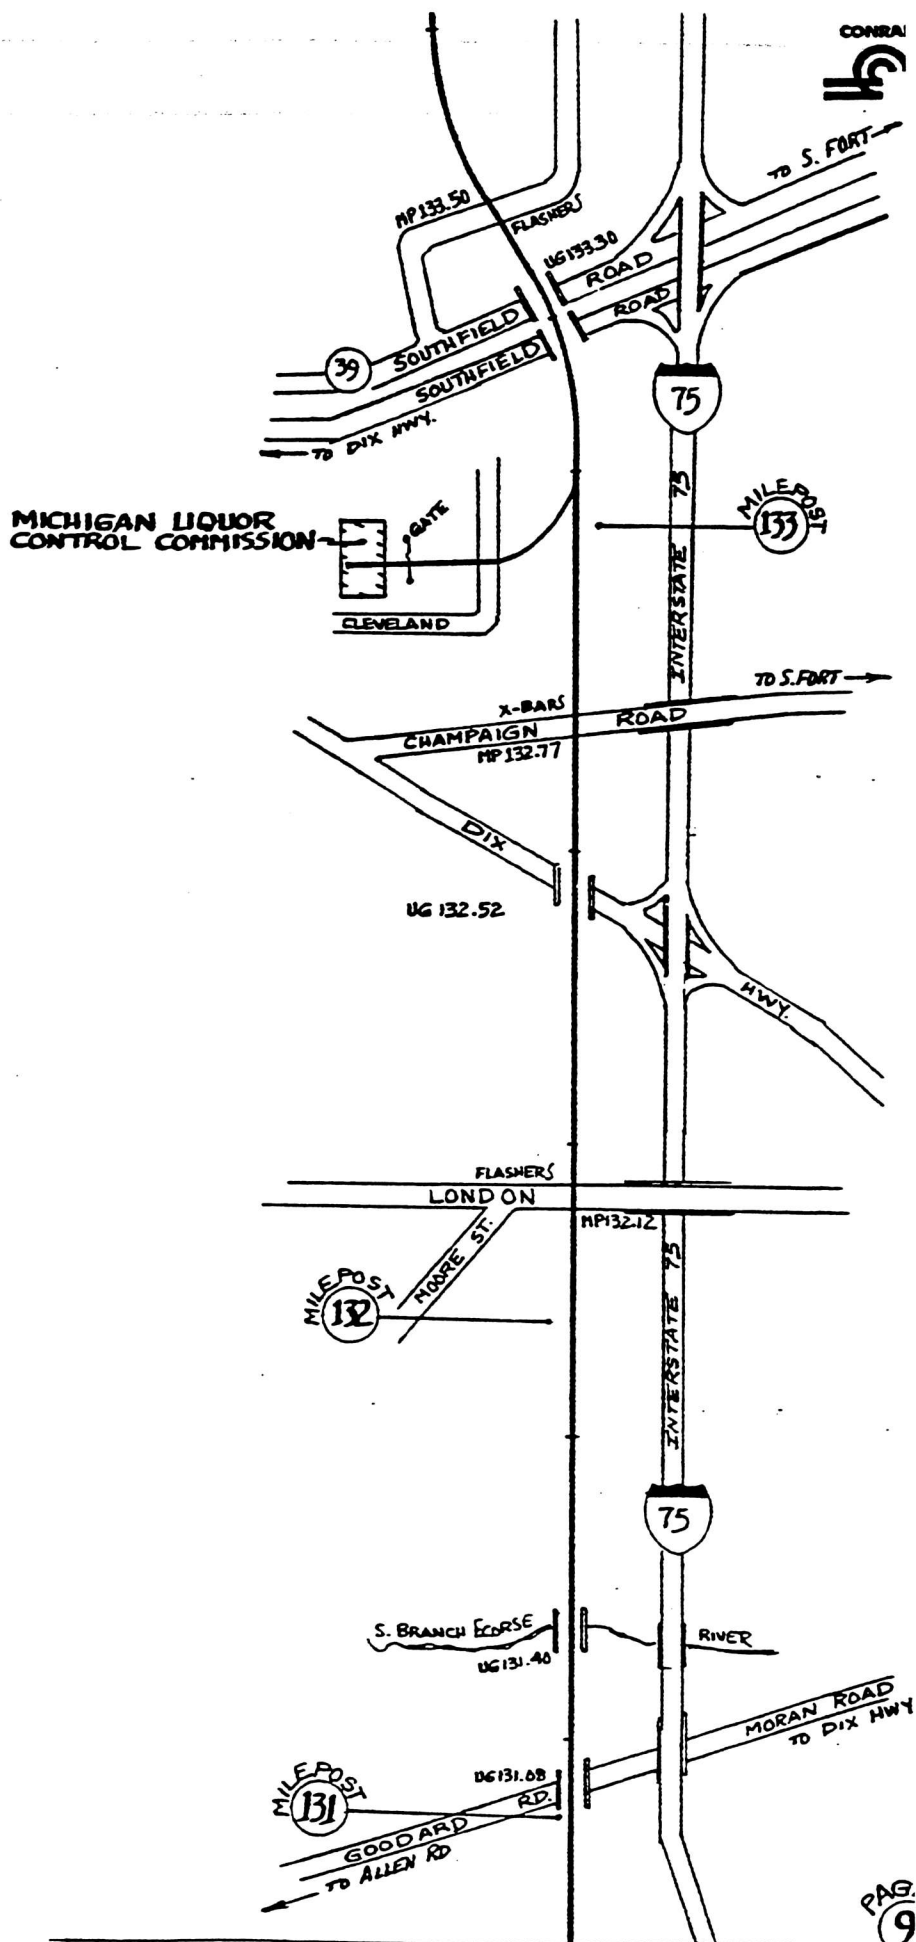 CONRAI
TO S. FORT
MP133.50
FLASHERS
UG133.30
ROAD
ROAD
SOUTHFIELD
39
SOUTHFIELD
75
TO DIX HWY.
MILEPOST
133
INTERSTATE 75
MICHIGAN LIQUOR
CONTROL COMMISSION
GATE
CLEVELAND
TO S. FORT
X-BARS
CHAMPAIGN ROAD
MP132.77
DIX
UG 132.52
HWY.
FLASHERS
LONDON
MP132.12
MOORE ST.
MILEPOST
132
INTERSTATE 75
75
S. BRANCH ECORSE
RIVER
UG131.40
MORAN ROAD
TO DIX HWY
UG131.08
MILEPOST
131
GOODARD RD.
TO ALLEN RD
PAG
9